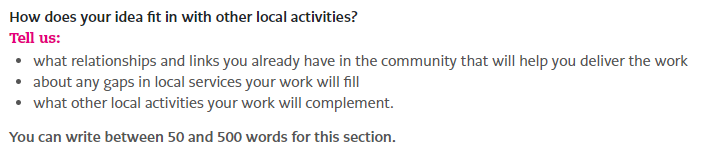 How does your idea fit in with other local activities?
Tell us:
• what relationships and links you already have in the community that will help you deliver the work
• about any gaps in local services your work will fill
• what other local activities your work will complement.
You can write between 50 and 500 words for this section.